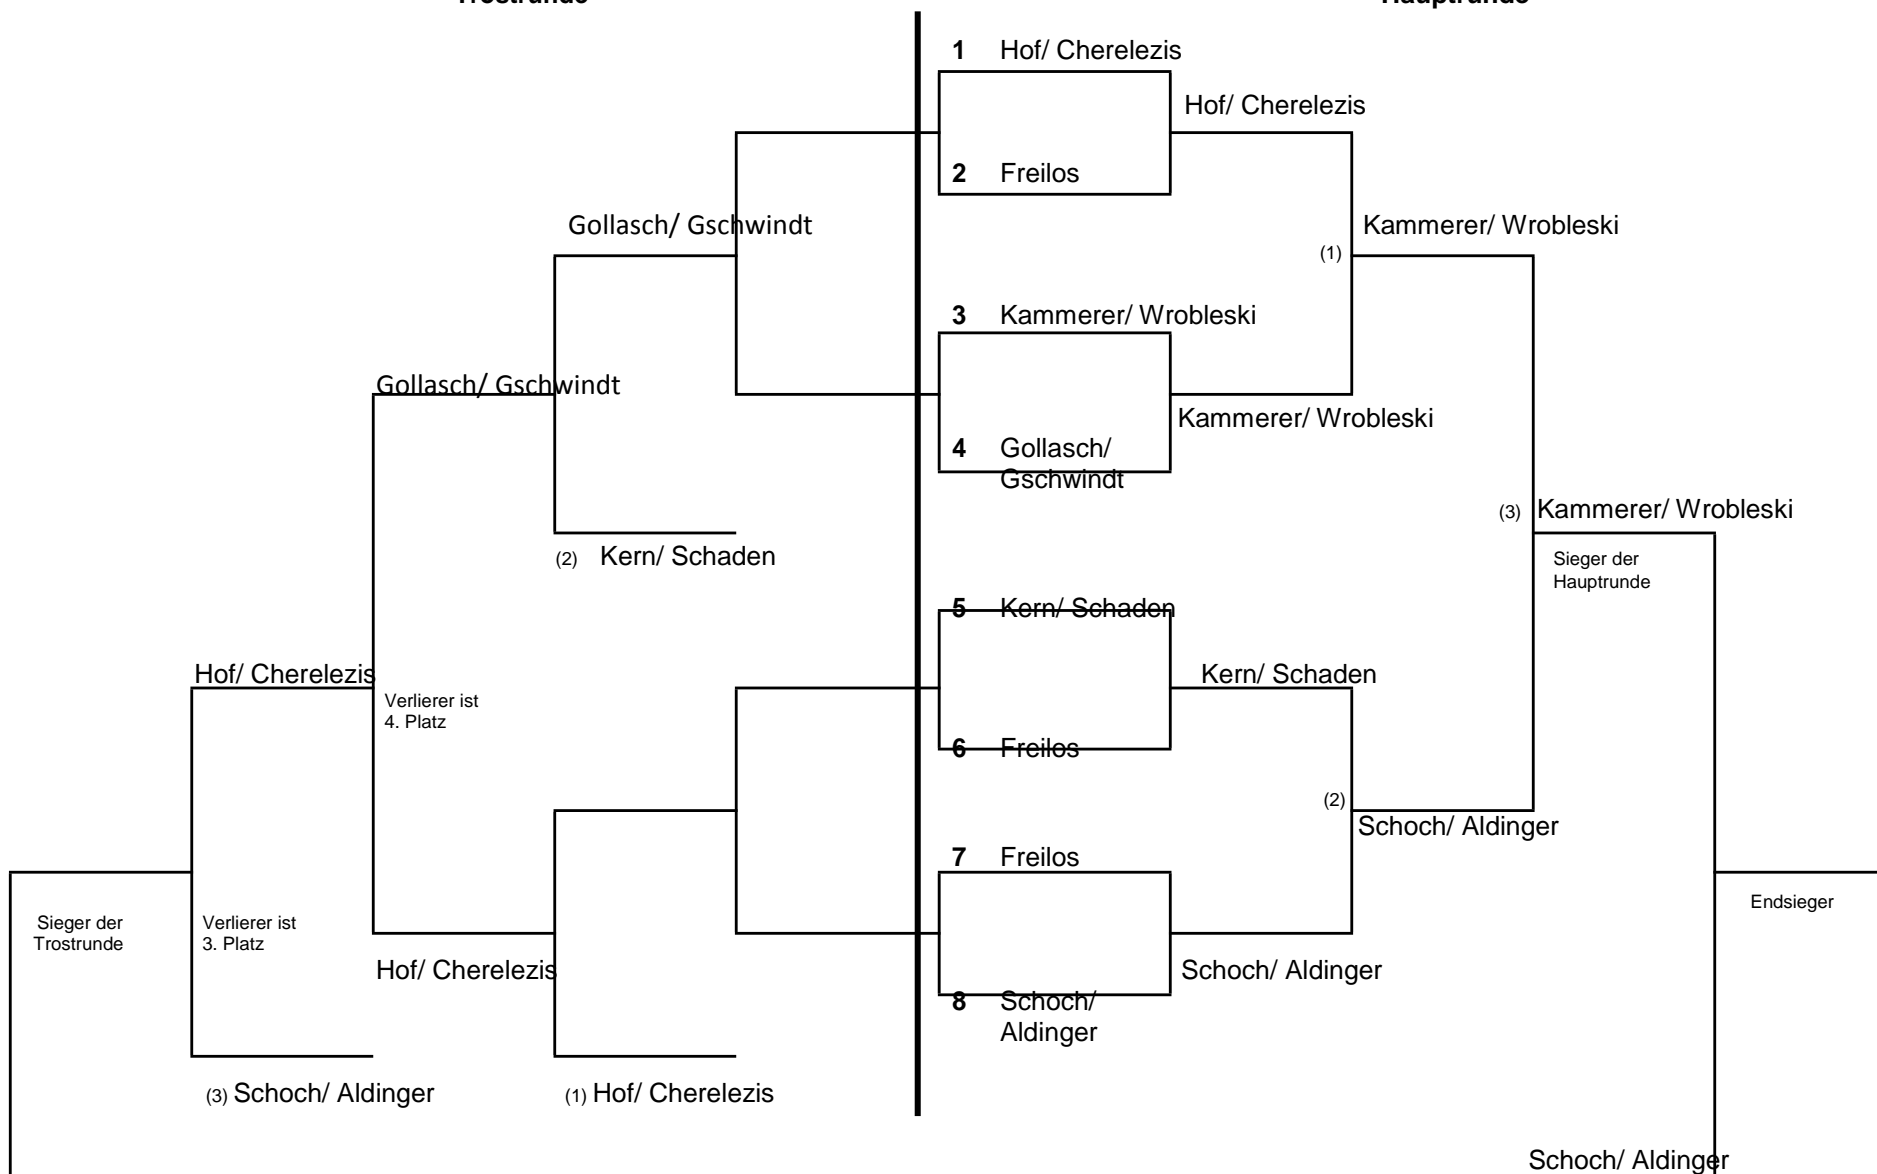 Trostrunde
Hauptrunde
1 Hof/ Cherelezis
Hof/ Cherelezis
2 Freilos
Gollasch/ Gschwindt
Kammerer/ Wrobleski
(1)
3 Kammerer/ Wrobleski
Gollasch/ Gschwindt
Kammerer/ Wrobleski
4 Gollasch/
Gschwindt
(3) Kammerer/ Wrobleski
(2) Kern/ Schaden
Sieger der
Hauptrunde
5 Kern/ Schaden
Hof/ Cherelezis
Kern/ Schaden
Verlierer ist
4. Platz
6 Freilos
(2)
Schoch/ Aldinger
7 Freilos
Sieger der
Trostrunde
Verlierer ist
3. Platz
Endsieger
Hof/ Cherelezis
Schoch/ Aldinger
8 Schoch/
Aldinger
(3) Schoch/ Aldinger
(1) Hof/ Cherelezis
Schoch/ Aldinger